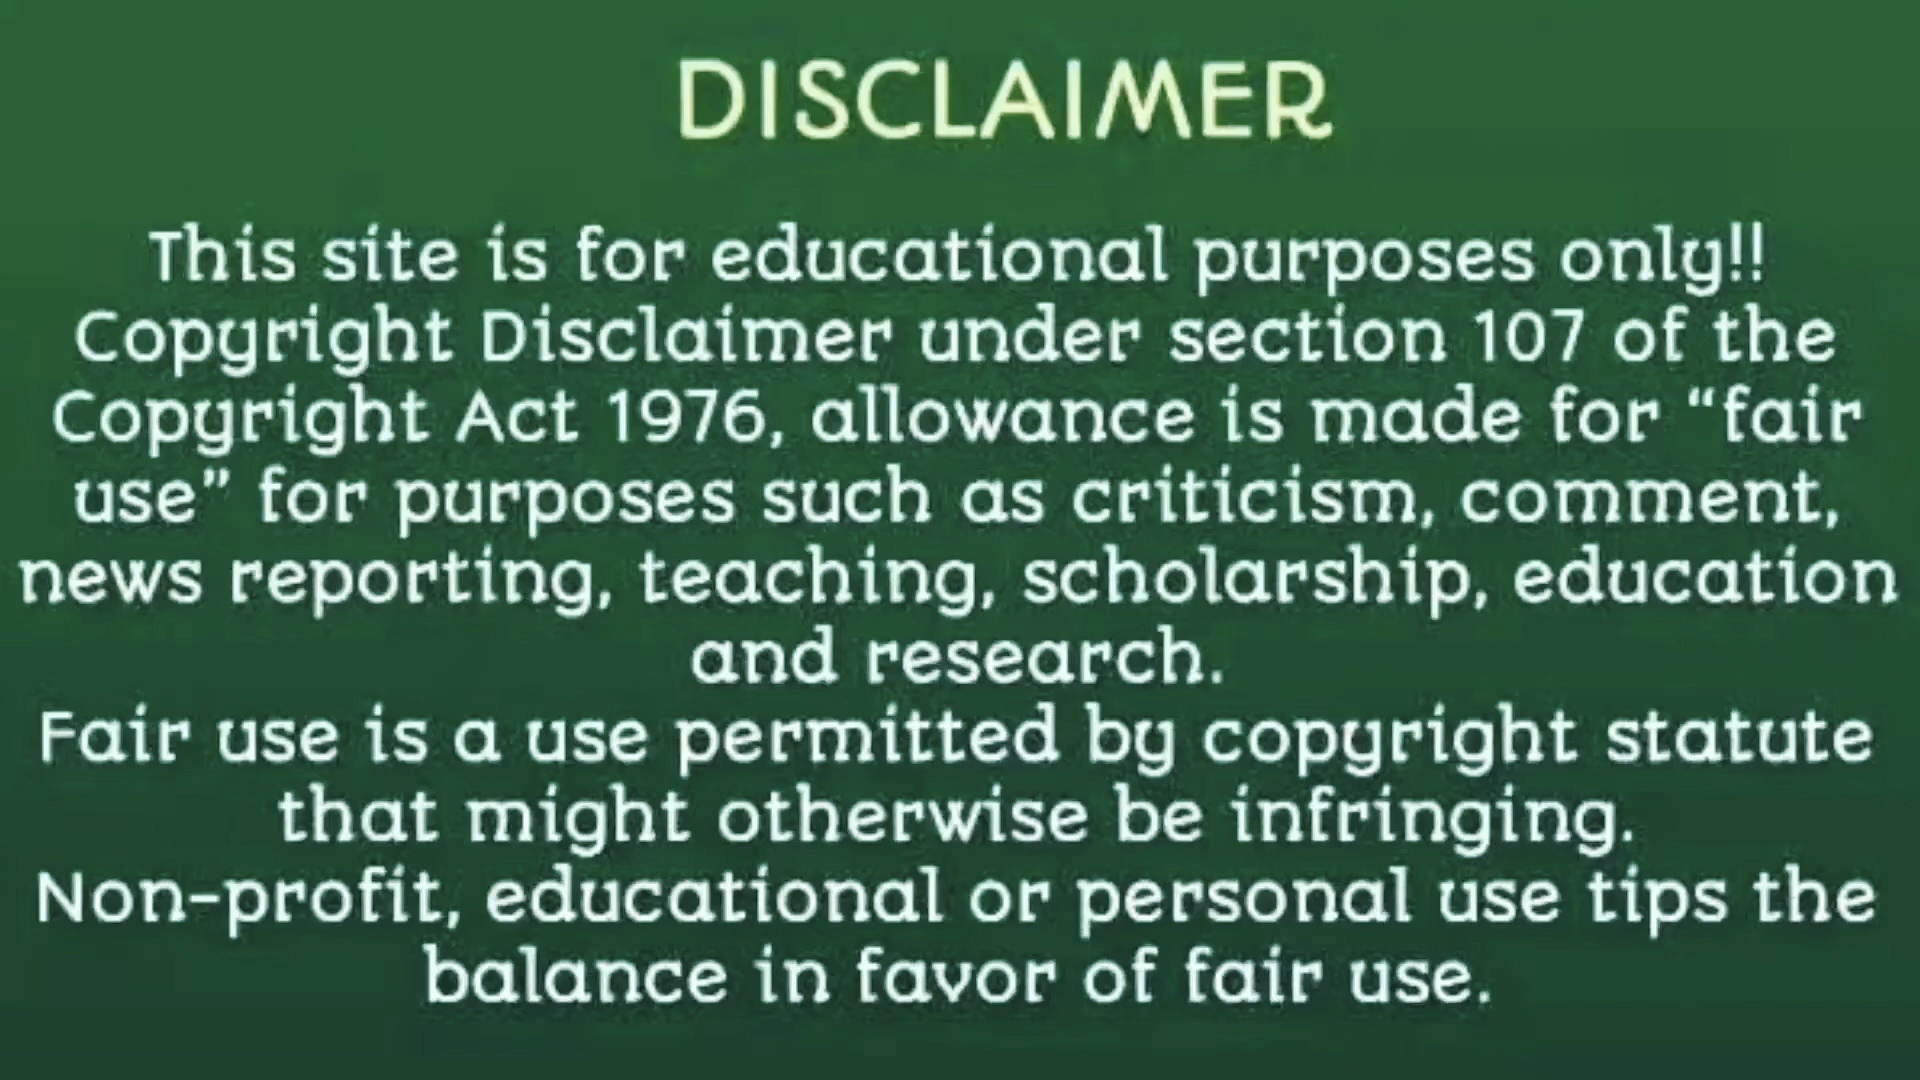 DISCLAIMER
This site is for educational purposes only!!
Copyright Disclaimer under section 107 of the
Copyright Act 1976, allowance is made for “fair
use” for purposes such as criticism, comment,
news reporting, teaching, scholarship, education
and research.
Fair use is a use permitted by copyright statute
that might otherwise be infringing.
Non-profit, educational or personal use tips the
balance in favor of fair use.